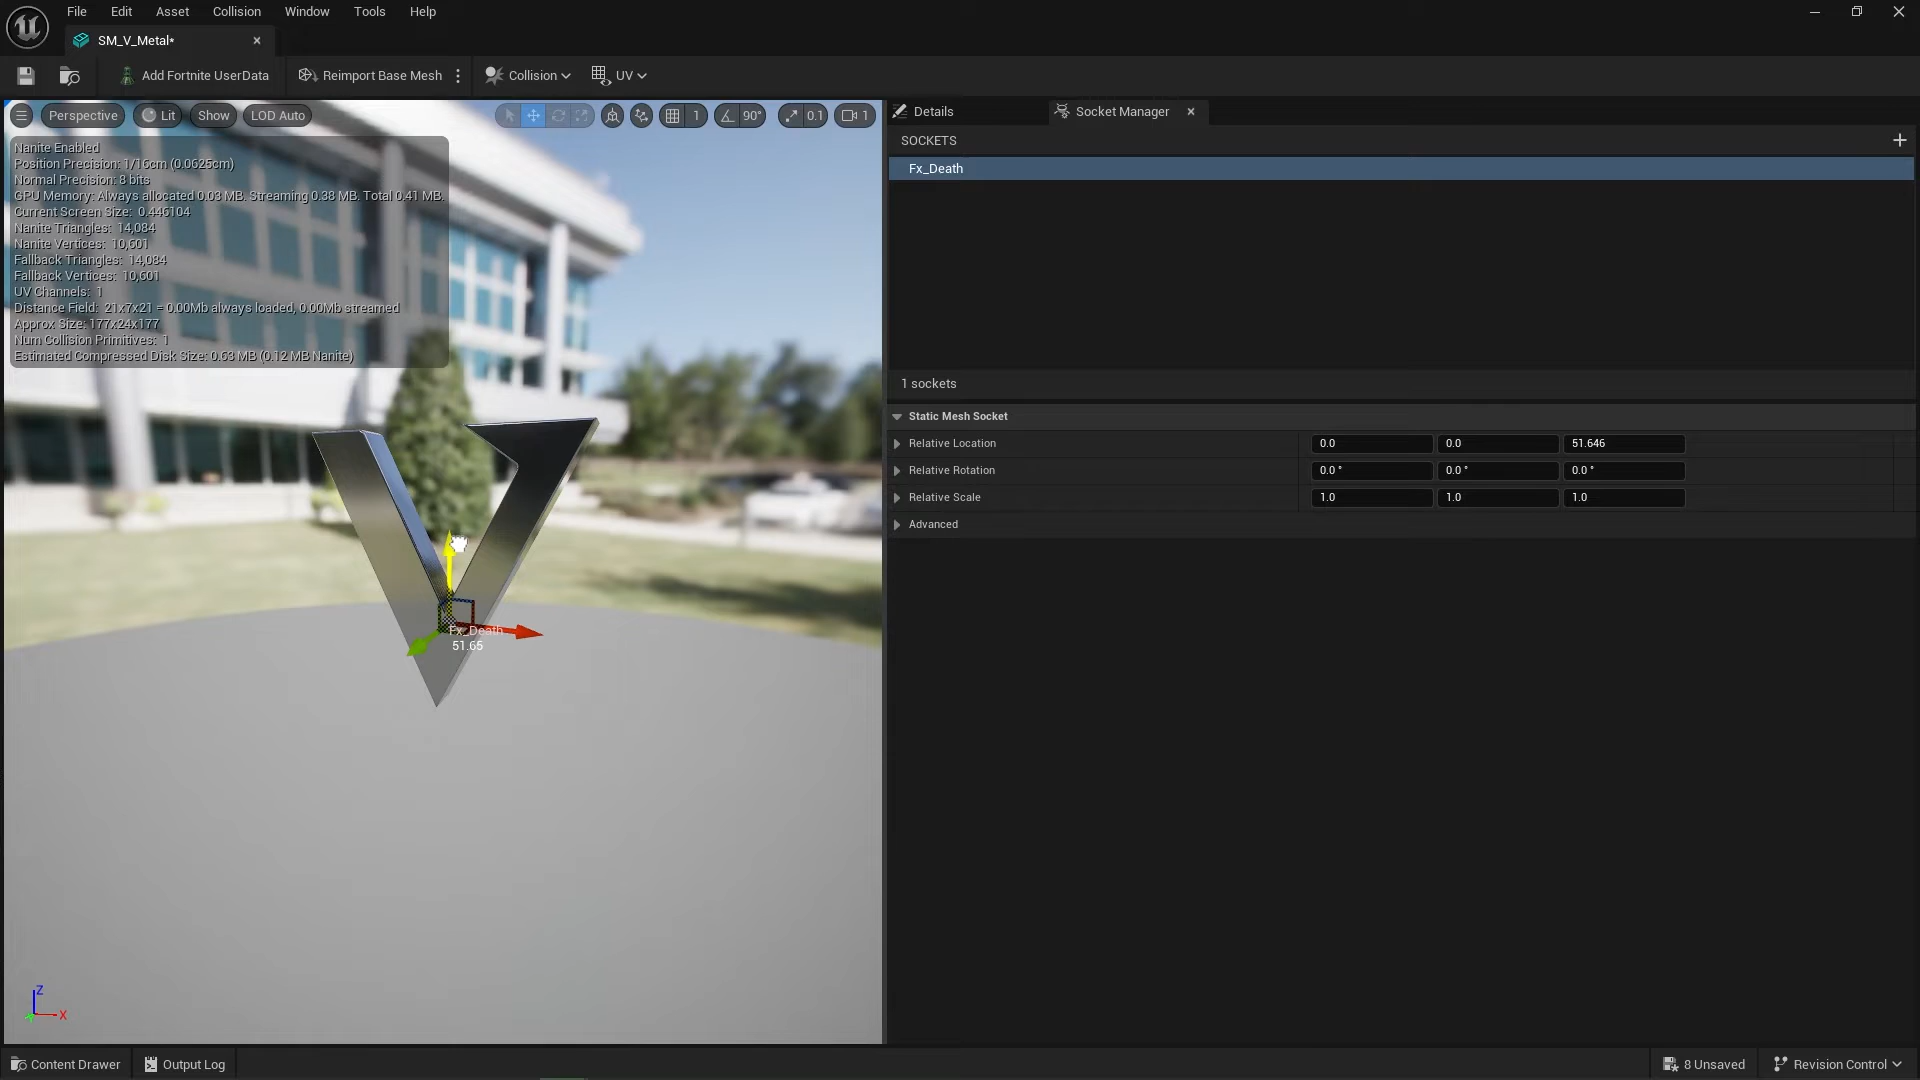 File Edit Asset Collision Window Tools Help
SM_V_Metal*
Add Fortnite UserData Reimport Base Mesh Collision UV
Perspective Lit Show LOD Auto 1 90° 0.1 1
Nanite Enabled
Position Precision: 1/16cm (0.0625cm)
Normal Precision: 8 bits
GPU Memory: Always allocated 0.03 MB. Streaming 0.38 MB. Total 0.41 MB.
Current Screen Size: 0.446104
Nanite Triangles: 14,084
Nanite Vertices: 10,601
Fallback Triangles: 14,084
Fallback Vertices: 10,601
UV Channels: 1
Distance Field: 21x7x21 = 0.00Mb always loaded, 0.00Mb streamed
Approx Size: 177x24x177
Num Collision Primitives: 1
Estimated Compressed Disk Size: 0.63 MB (0.12 MB Nanite)
Fx_Death
51.65
Z
X
Details Socket Manager
SOCKETS
Fx_Death
1 sockets
Static Mesh Socket
Relative Location 0.0 0.0 51.646
Relative Rotation 0.0 ° 0.0 ° 0.0 °
Relative Scale 1.0 1.0 1.0
Advanced
Content Drawer Output Log 8 Unsaved Revision Control